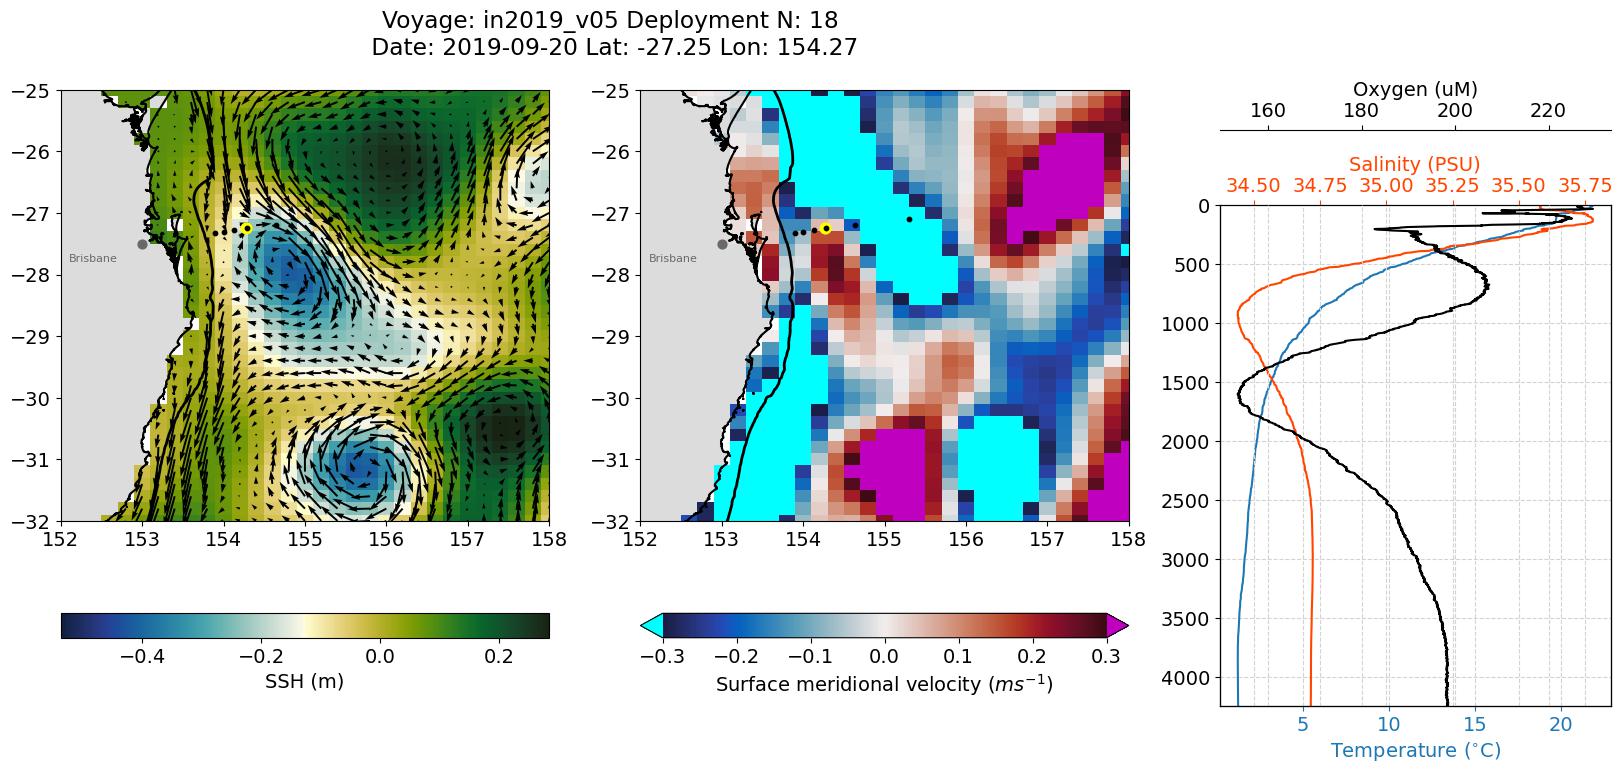 Voyage: in2019_v05 Deployment N: 18
Date: 2019-09-20 Lat: -27.25 Lon: 154.27
−25
−26
−27
−28
−29
−30
−31
−32
152 153 154 155 156 157 158
Brisbane
−0.4 −0.2 0.0 0.2
SSH (m)
−25
−26
−27
−28
−29
−30
−31
−32
152 153 154 155 156 157 158
Brisbane
−0.3 −0.2 −0.1 0.0 0.1 0.2 0.3
Surface meridional velocity (ms⁻¹)
Oxygen (uM)
160 180 200 220
Salinity (PSU)
34.50 34.75 35.00 35.25 35.50 35.75
0
500
1000
1500
2000
2500
3000
3500
4000
5 10 15 20
Temperature (°C)